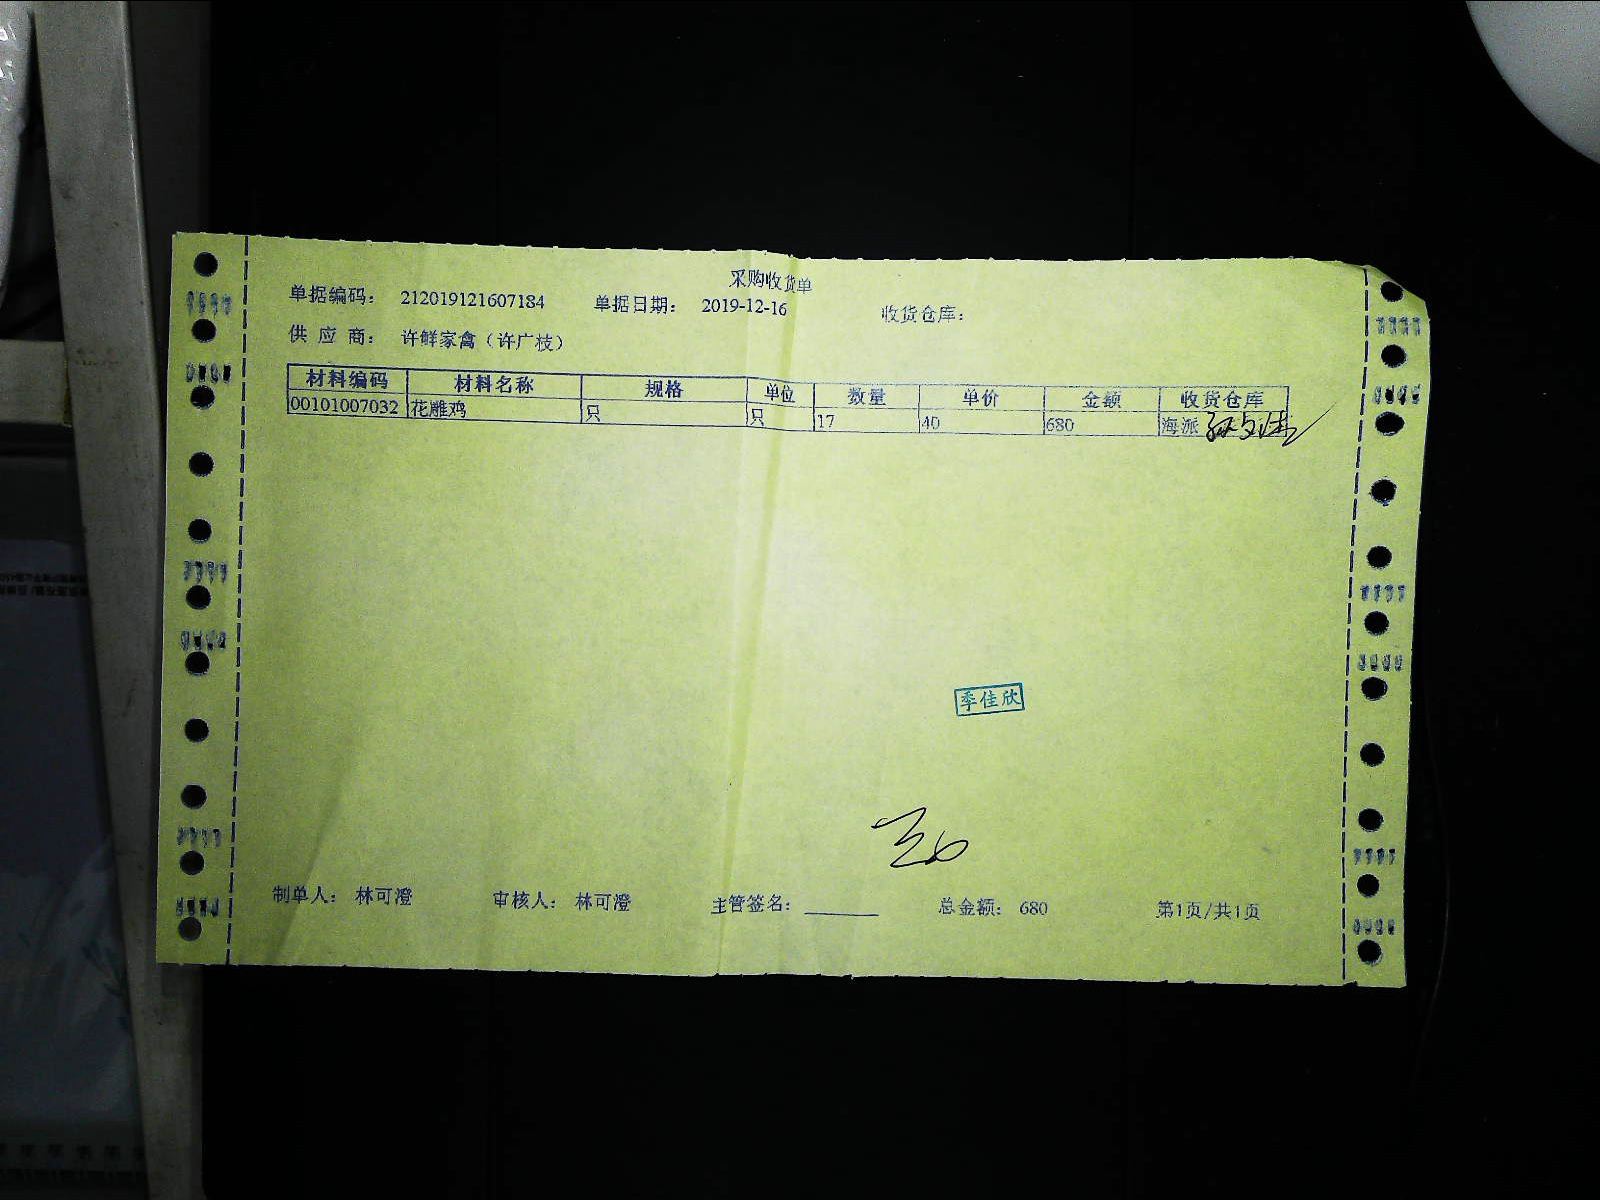 采购收货单
单据编码： 212019121607184 单据日期： 2019-12-16 收货仓库：
供 应 商： 许鲜家禽（许广枝）
材料编码 材料名称 规格 单位 数量 单价 金额 收货仓库
00101007032 花雕鸡 只 只 17 40 680 海派
季佳欣
制单人： 林可澄 审核人： 林可澄 主管签名： 总金额： 680 第1页/共1页